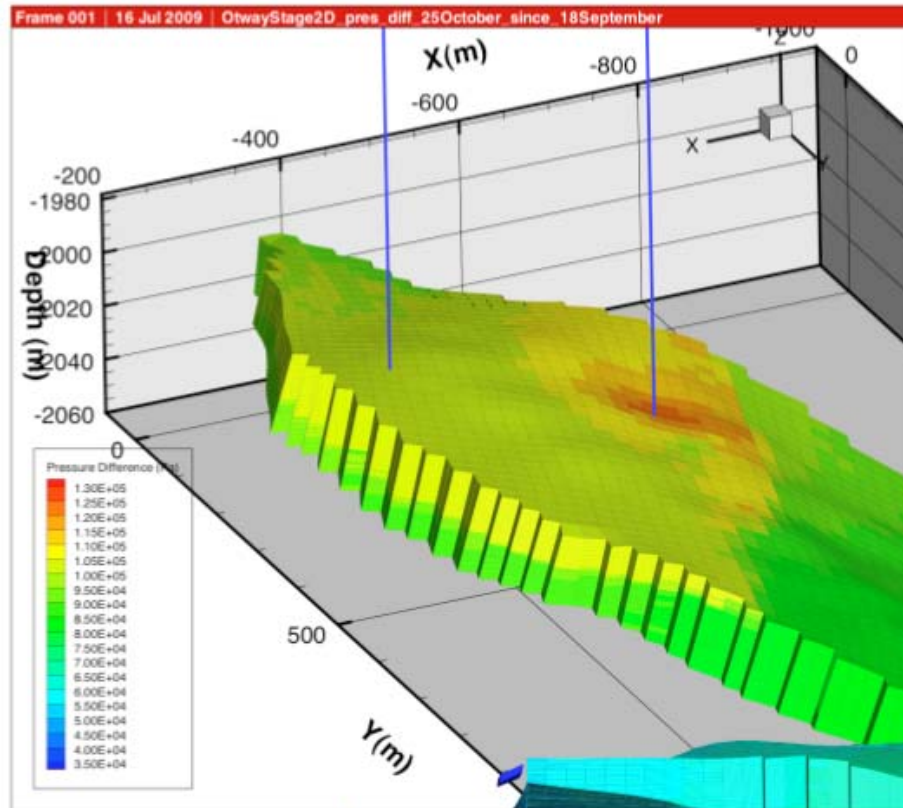 Frame 001 | 16 Jul 2009 | OtwayStage2D_pres_diff_25October_since_18September
X(m)
-1000
-800
-600
-400
-200
0
Z
X
Y
-1980
-2000
-2020
-2040
-2060
Depth (m)
0
500
Y(m)
Pressure Difference (Pa)
1.30E+05
1.25E+05
1.20E+05
1.15E+05
1.10E+05
1.05E+05
1.00E+05
9.50E+04
9.00E+04
8.50E+04
8.00E+04
7.50E+04
7.00E+04
6.50E+04
6.00E+04
5.50E+04
5.00E+04
4.50E+04
4.00E+04
3.50E+04